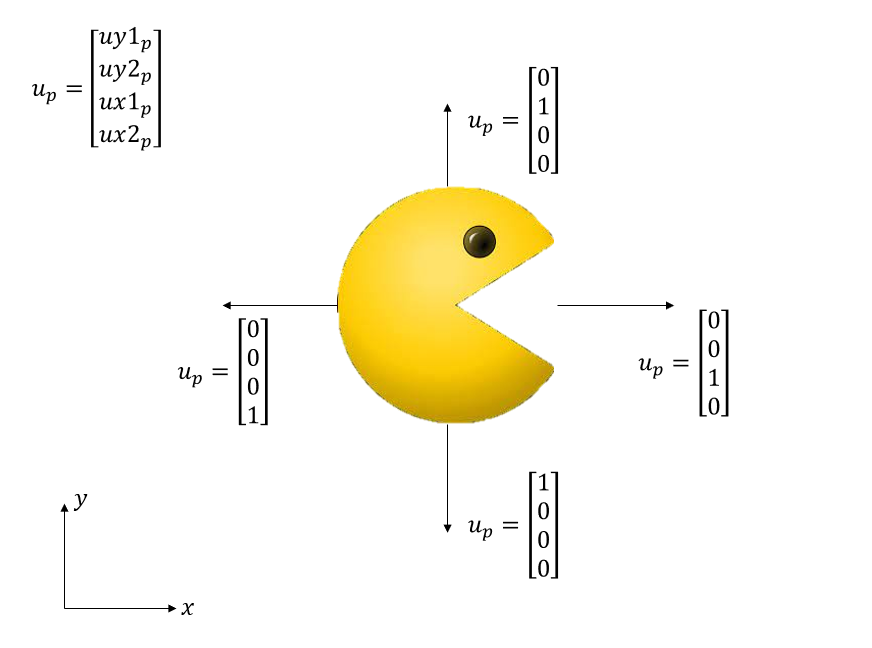 u_p = [uy1_p
uy2_p
ux1_p
ux2_p]
u_p = [0
1
0
0]
u_p = [0
0
0
1]
u_p = [0
0
1
0]
u_p = [1
0
0
0]
y
x